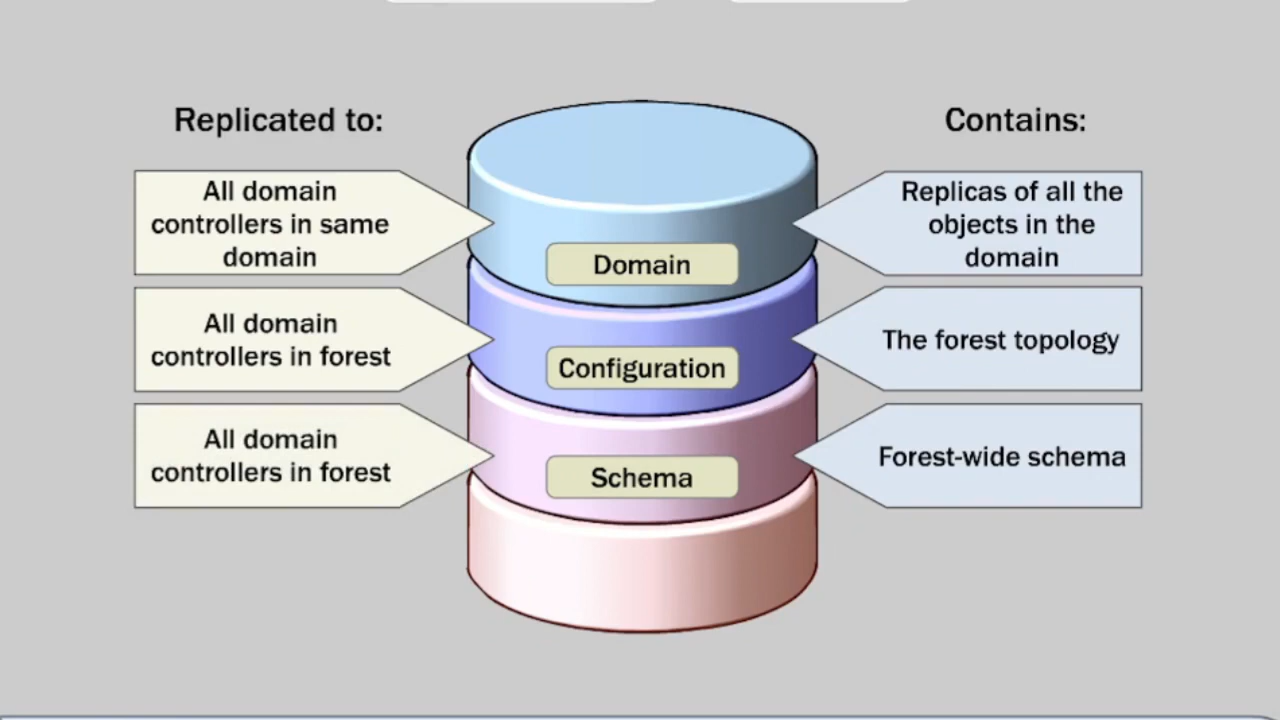 Replicated to:
Contains:
All domain
controllers in same
domain
Domain
Replicas of all the
objects in the
domain
All domain
controllers in forest
Configuration
The forest topology
All domain
controllers in forest
Schema
Forest-wide schema